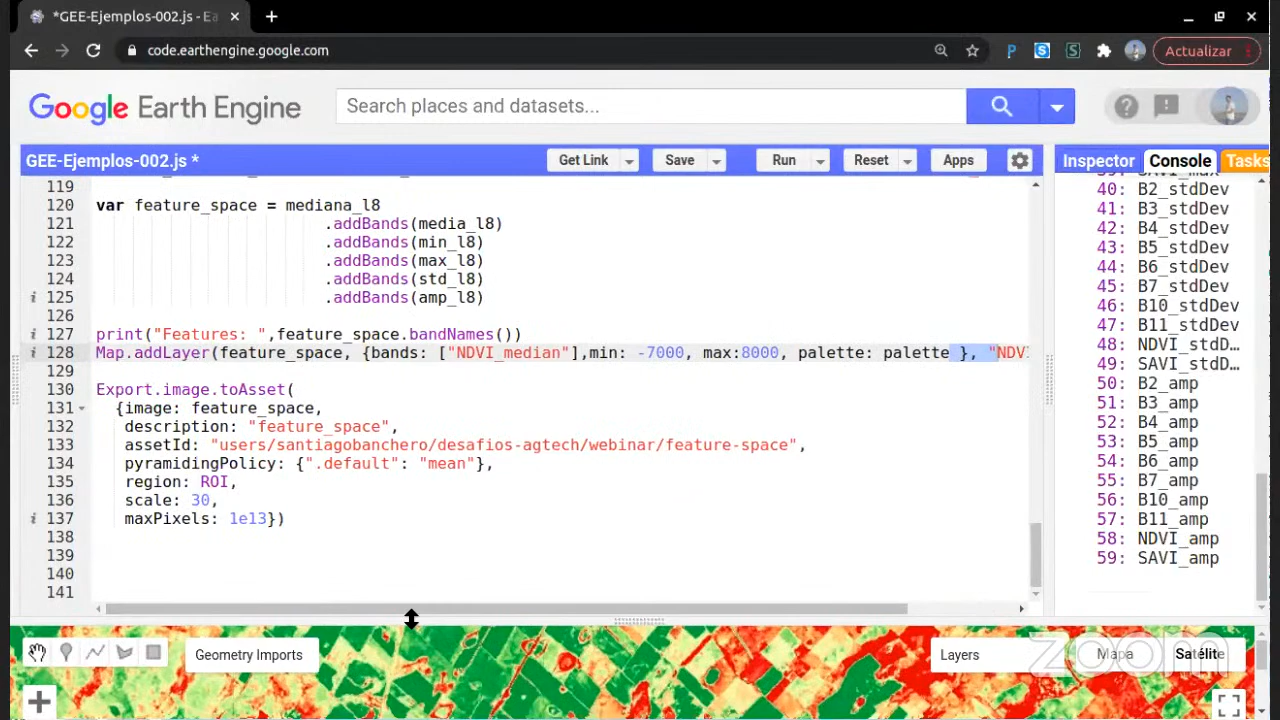 *GEE-Ejemplos-002.js - Ea
code.earthengine.google.com
Actualizar
Google Earth Engine
Search places and datasets...
GEE-Ejemplos-002.js *
Get Link
Save
Run
Reset
Apps
Inspector
Console
Tasks
119
120 var feature_space = mediana_l8
121 .addBands(media_l8)
122 .addBands(min_l8)
123 .addBands(max_l8)
124 .addBands(std_l8)
i 125 .addBands(amp_l8)
126
i 127 print("Features: ",feature_space.bandNames())
i 128 Map.addLayer(feature_space, {bands: ["NDVI_median"],min: -7000, max:8000, palette: palette }, "NDVI
129
130 Export.image.toAsset(
131 {image: feature_space,
132 description: "feature_space",
133 assetId: "users/santiagobanchero/desafios-agtech/webinar/feature-space",
134 pyramidingPolicy: {".default": "mean"},
135 region: ROI,
136 scale: 30,
i 137 maxPixels: 1e13})
138
139
140
141
39: SAVI_max
40: B2_stdDev
41: B3_stdDev
42: B4_stdDev
43: B5_stdDev
44: B6_stdDev
45: B7_stdDev
46: B10_stdDev
47: B11_stdDev
48: NDVI_stdD…
49: SAVI_stdD…
50: B2_amp
51: B3_amp
52: B4_amp
53: B5_amp
54: B6_amp
55: B7_amp
56: B10_amp
57: B11_amp
58: NDVI_amp
59: SAVI_amp
Geometry Imports
Layers
Mapa
Satélite
zoom